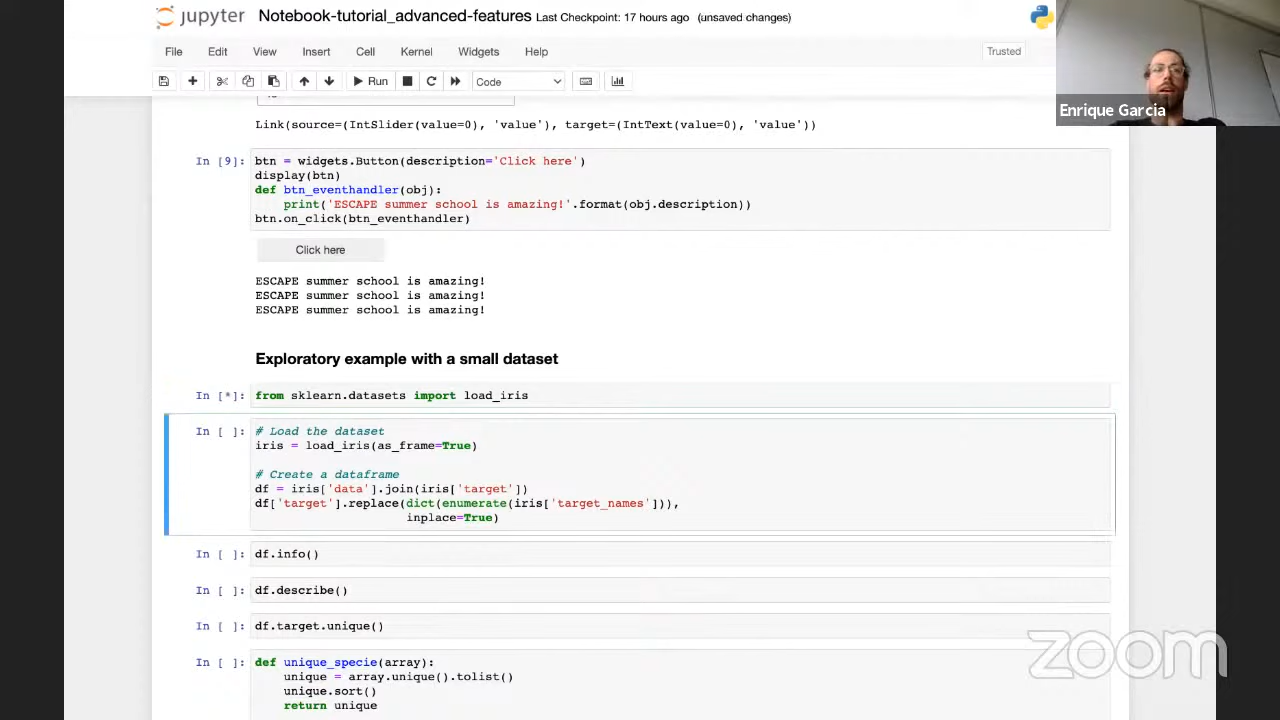 jupyter Notebook-tutorial_advanced-features Last Checkpoint: 17 hours ago (unsaved changes)
File Edit View Insert Cell Kernel Widgets Help Trusted
Run Code
Enrique Garcia
Link(source=(IntSlider(value=0), 'value'), target=(IntText(value=0), 'value'))
In [9]: btn = widgets.Button(description='Click here')
display(btn)
def btn_eventhandler(obj):
    print('ESCAPE summer school is amazing!'.format(obj.description))
btn.on_click(btn_eventhandler)
Click here
ESCAPE summer school is amazing!
ESCAPE summer school is amazing!
ESCAPE summer school is amazing!
Exploratory example with a small dataset
In [*]: from sklearn.datasets import load_iris
In [ ]: # Load the dataset
iris = load_iris(as_frame=True)
# Create a dataframe
df = iris['data'].join(iris['target'])
df['target'].replace(dict(enumerate(iris['target_names'])),
                     inplace=True)
In [ ]: df.info()
In [ ]: df.describe()
In [ ]: df.target.unique()
In [ ]: def unique_specie(array):
    unique = array.unique().tolist()
    unique.sort()
    return unique
zoom